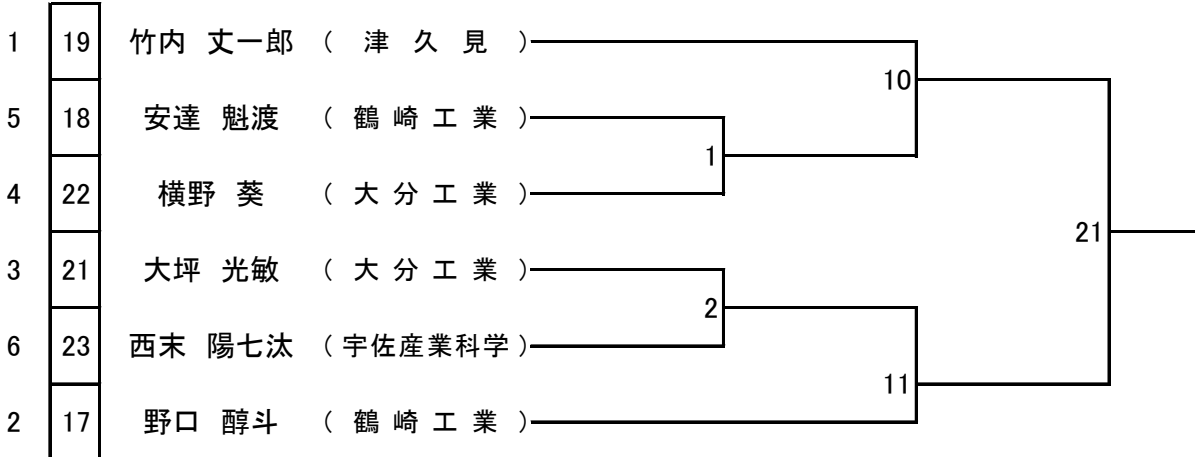 1 19 竹内 丈一郎 ( 津 久 見 )
10
5 18 安達 魁渡 ( 鶴 崎 工 業 )
1
4 22 横野 葵 ( 大 分 工 業 )
21
3 21 大坪 光敏 ( 大 分 工 業 )
2
6 23 西末 陽七汰 ( 宇佐産業科学 )
11
2 17 野口 醇斗 ( 鶴 崎 工 業 )